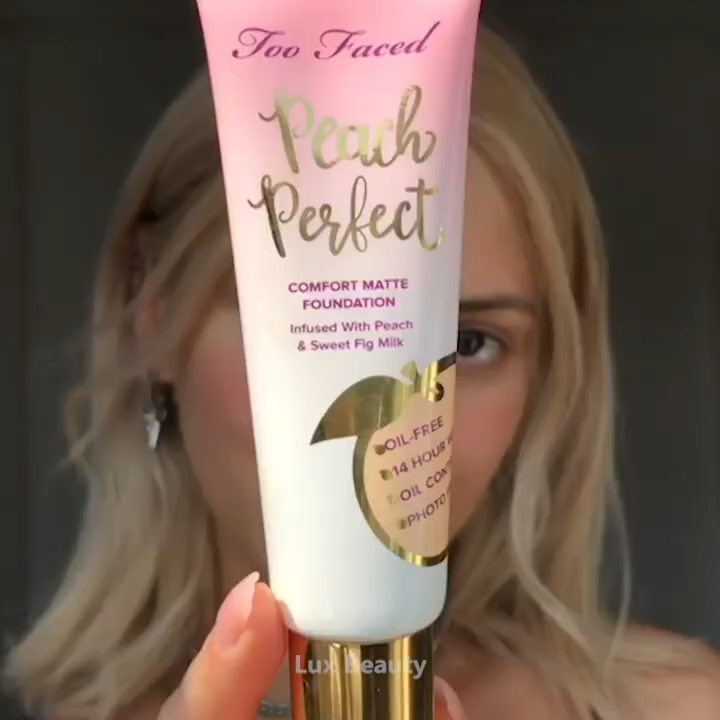 Too Faced
Peach
Perfect
COMFORT MATTE
FOUNDATION
Infused With Peach
& Sweet Fig Milk
OIL-FREE
14 HOUR
OIL
PHOTO
Lux Beauty